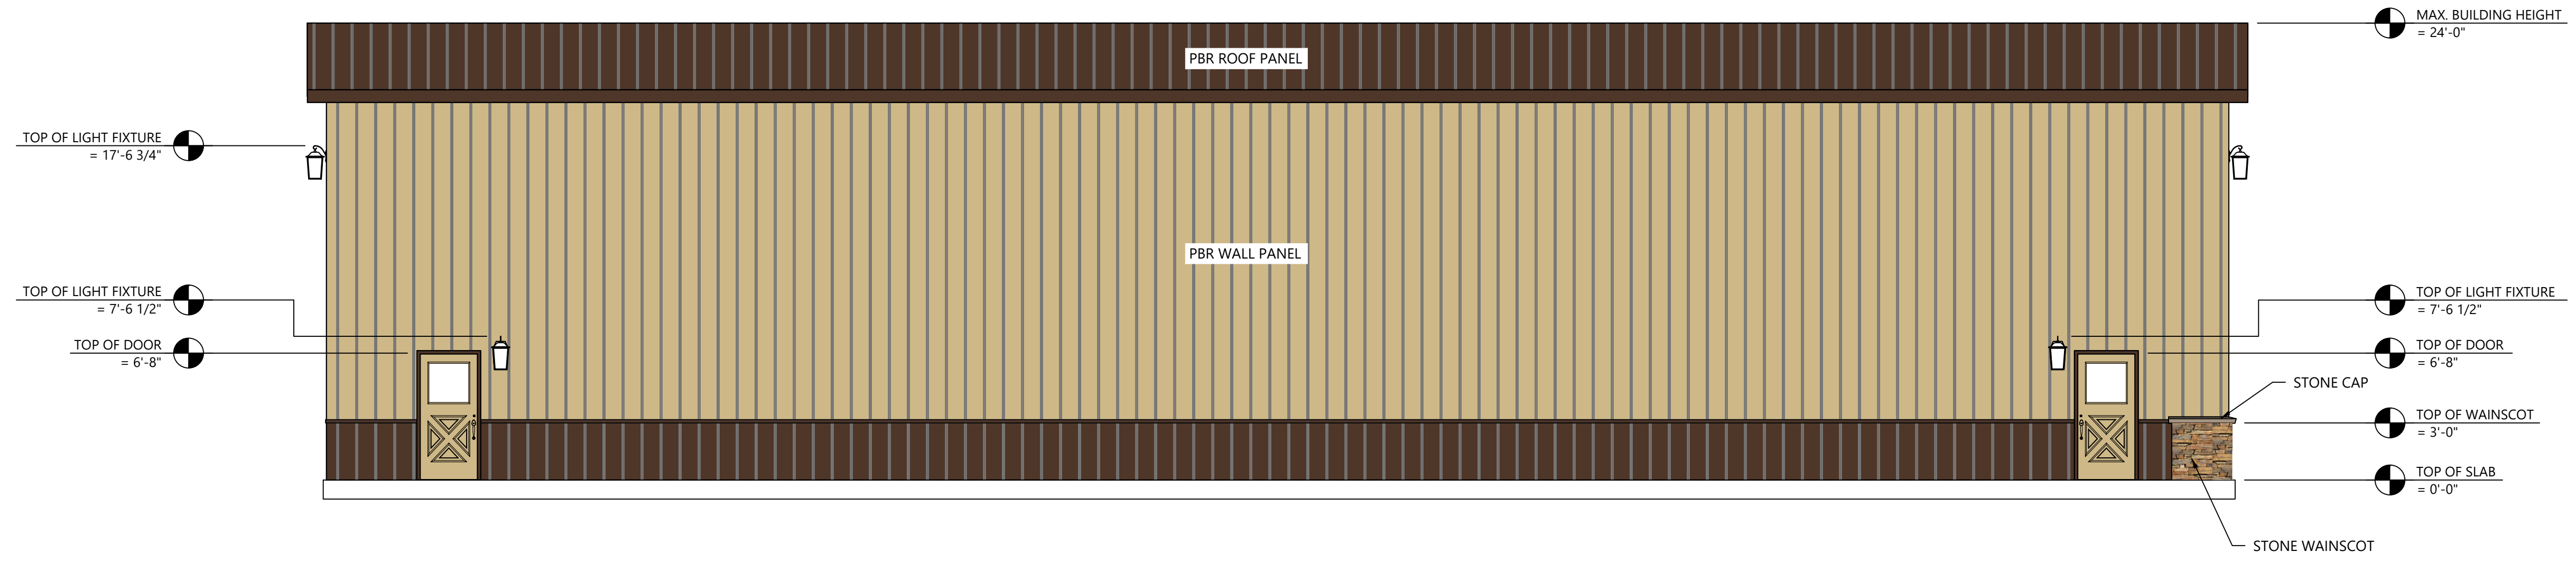 MAX. BUILDING HEIGHT
= 24'-0"
PBR ROOF PANEL
TOP OF LIGHT FIXTURE
= 17'-6 3/4"
PBR WALL PANEL
TOP OF LIGHT FIXTURE
= 7'-6 1/2"
TOP OF LIGHT FIXTURE
= 7'-6 1/2"
TOP OF DOOR
= 6'-8"
TOP OF DOOR
= 6'-8"
STONE CAP
TOP OF WAINSCOT
= 3'-0"
TOP OF SLAB
= 0'-0"
STONE WAINSCOT